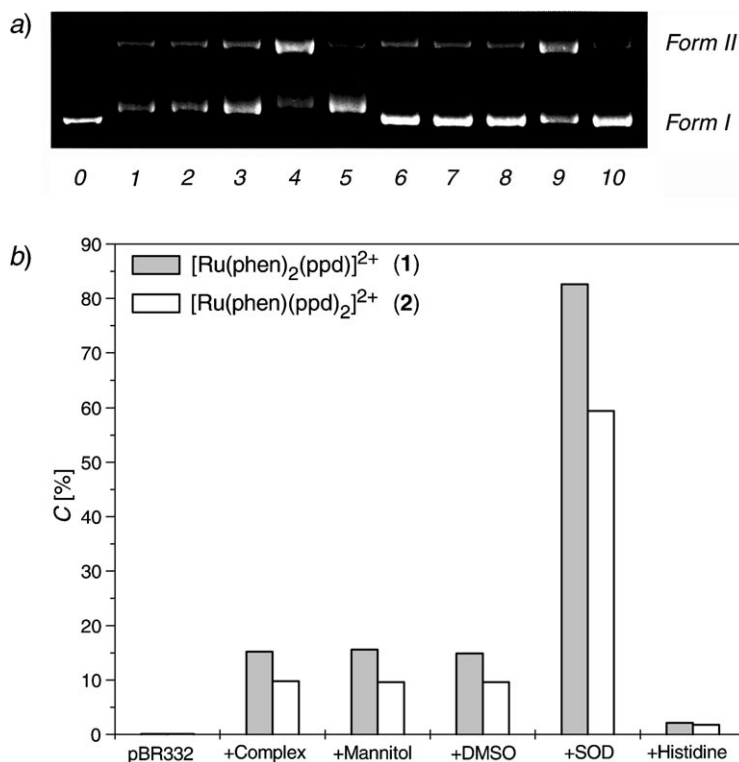 a)
Form II
Form I
0 1 2 3 4 5 6 7 8 9 10
b)
90
80
70
60
50
40
30
20
10
0
C [%]
[Ru(phen)2(ppd)]2+ (1)
[Ru(phen)(ppd)2]2+ (2)
pBR332 +Complex +Mannitol +DMSO +SOD +Histidine